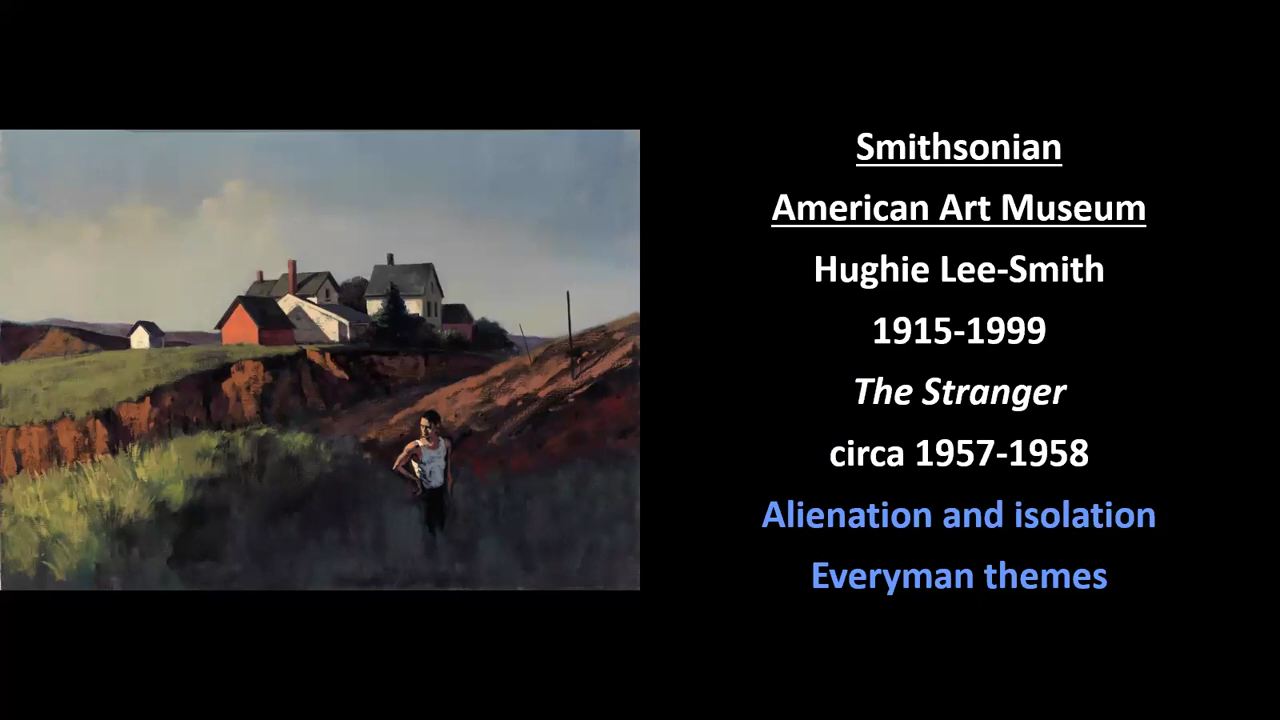 Smithsonian
American Art Museum
Hughie Lee-Smith
1915-1999
The Stranger
circa 1957-1958
Alienation and isolation
Everyman themes